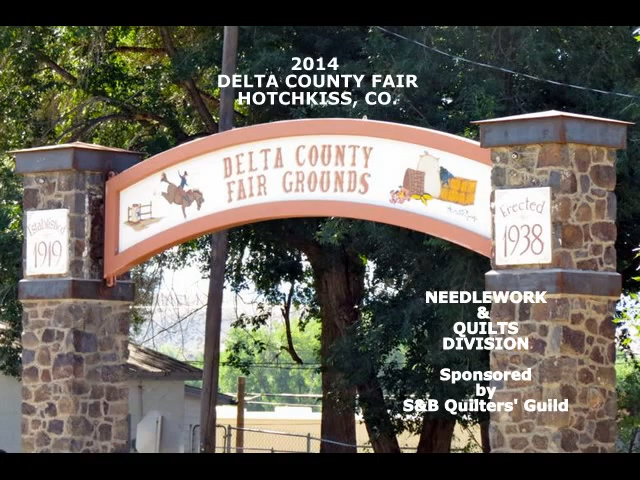 2014
DELTA COUNTY FAIR
HOTCHKISS, CO.
DELTA COUNTY
FAIR GROUNDS
Established
1919
Erected
1938
NEEDLEWORK
&
QUILTS
DIVISION
Sponsored
by
S&B Quilters' Guild